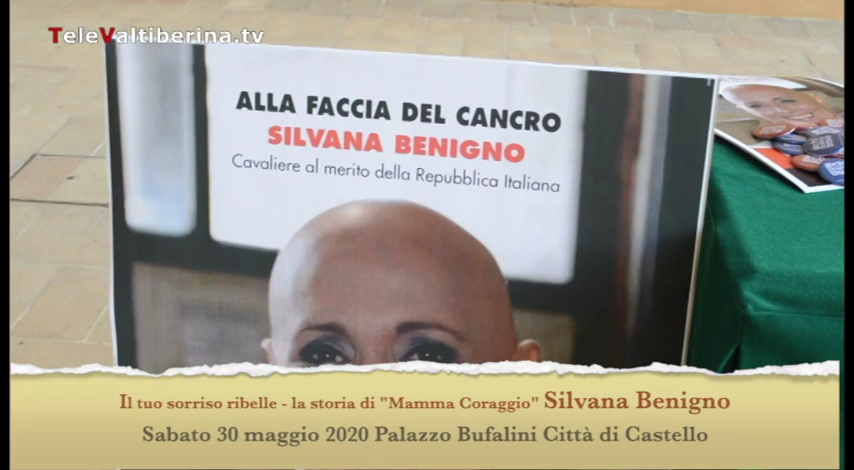 TeleValtiberina.tv
ALLA FACCIA DEL CANCRO
SILVANA BENIGNO
Cavaliere al merito della Repubblica Italiana
Il tuo sorriso ribelle - la storia di "Mamma Coraggio" Silvana Benigno
Sabato 30 maggio 2020 Palazzo Bufalini Città di Castello